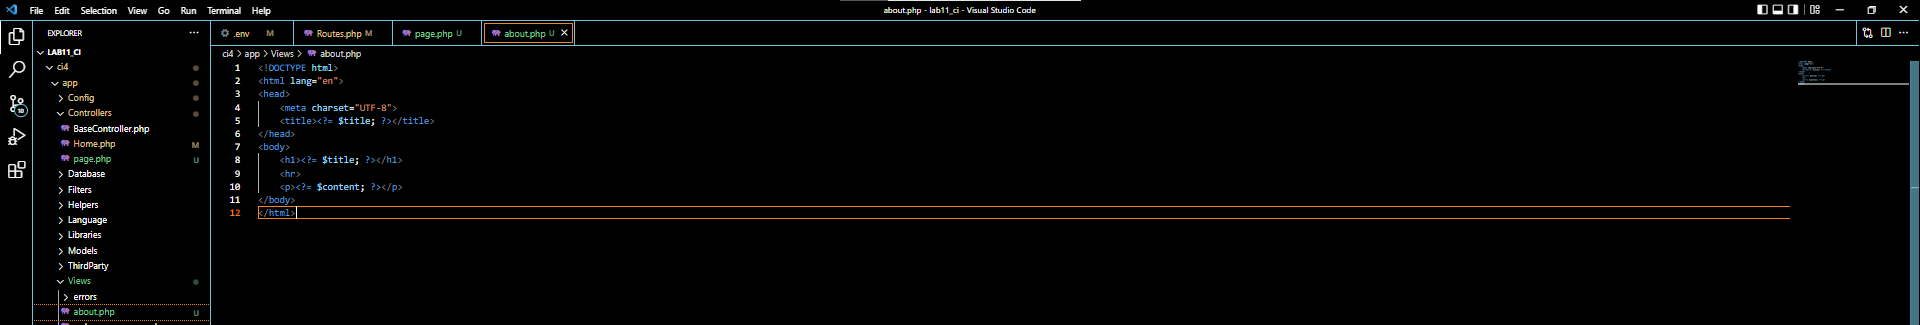 File Edit Selection View Go Run Terminal Help
about.php - lab11_ci - Visual Studio Code
EXPLORER
.env M
Routes.php M
page.php U
about.php U
LAB11_CI
ci4
app
Config
Controllers
BaseController.php
Home.php M
page.php U
Database
Filters
Helpers
Language
Libraries
Models
ThirdParty
Views
errors
about.php U
10
ci4 > app > Views > about.php
1 <!DOCTYPE html>
2 <html lang="en">
3 <head>
4 <meta charset="UTF-8">
5 <title><?= $title; ?></title>
6 </head>
7 <body>
8 <h1><?= $title; ?></h1>
9 <hr>
10 <p><?= $content; ?></p>
11 </body>
12 </html>